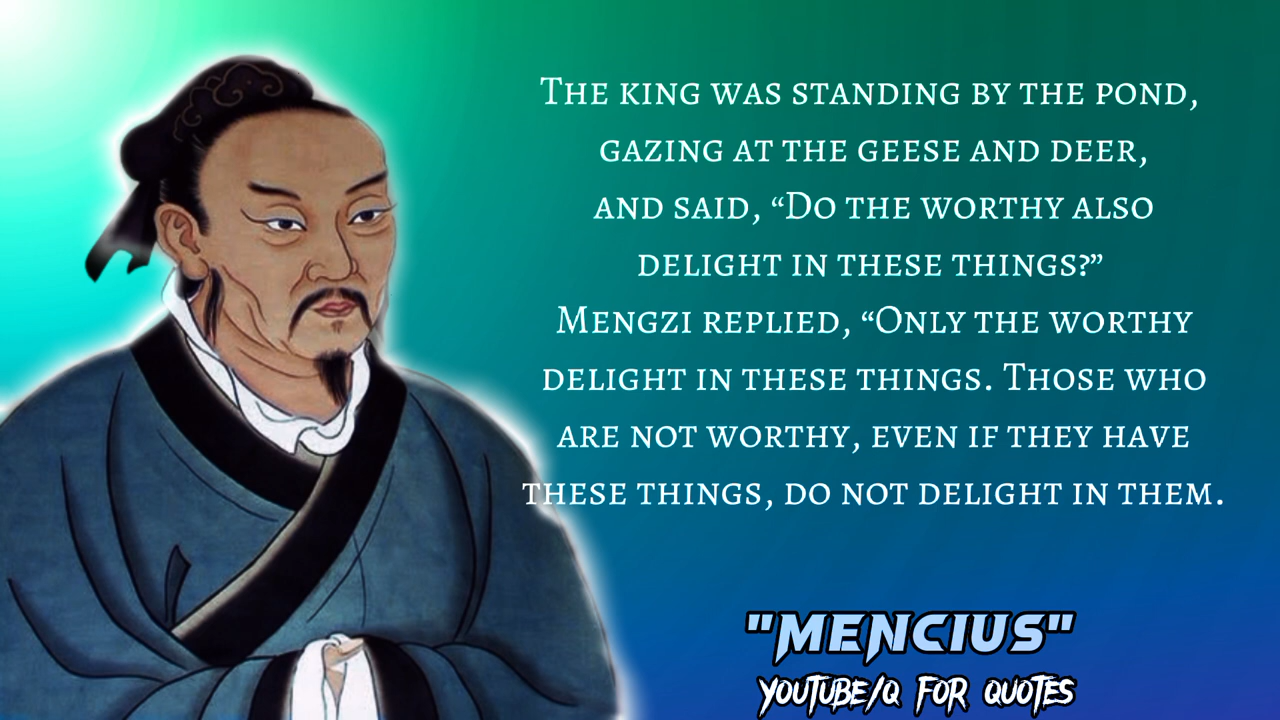 The king was standing by the pond,
gazing at the geese and deer,
and said, “Do the worthy also
delight in these things?”
Mengzi replied, “Only the worthy
delight in these things. Those who
are not worthy, even if they have
these things, do not delight in them.
"MENCIUS"
YOUTUBE/Q FOR QUOTES